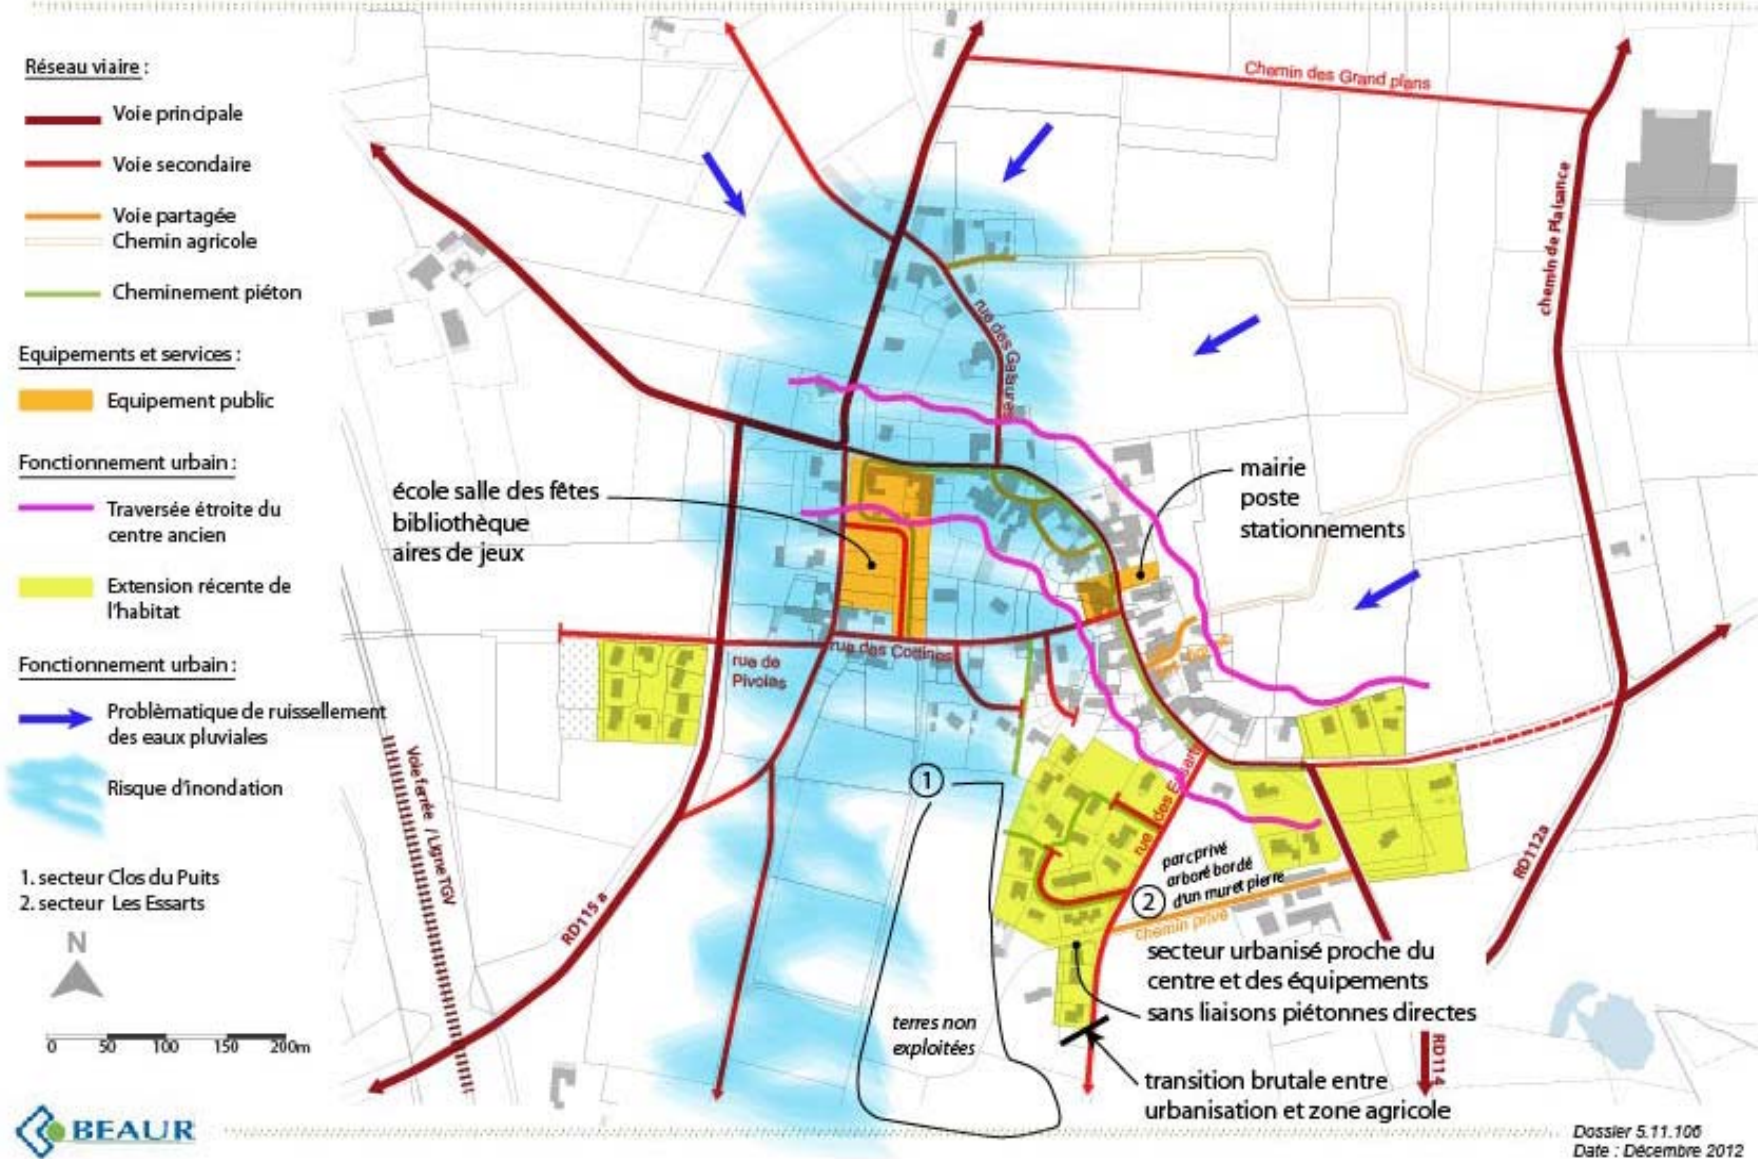 Réseau viaire :
Voie principale
Voie secondaire
Voie partagée
Chemin agricole
Cheminement piéton
Equipements et services :
Equipement public
Fonctionnement urbain :
Traversée étroite du
centre ancien
Extension récente de
l'habitat
Fonctionnement urbain :
Problèmatique de ruissellement
des eaux pluviales
Risque d'inondation
1. secteur Clos du Puits
2. secteur Les Essarts
N
0 50 100 150 200m
BEAUR
Chemin des Grand plans
chemin de Plaisance
rue des Galaures
école salle des fêtes
bibliothèque
aires de jeux
mairie
poste
stationnements
rue de
Pivolas
rue des Cottines
Voie ferrée / Ligne TGV
RD115 a
1
rue des Essarts
parc privé
arboré bordé
d'un muret pierre
2
chemin privé
RD112a
secteur urbanisé proche du
centre et des équipements
sans liaisons piétonnes directes
terres non
exploitées
RD114
transition brutale entre
urbanisation et zone agricole
Dossier 5.11.106
Date : Décembre 2012